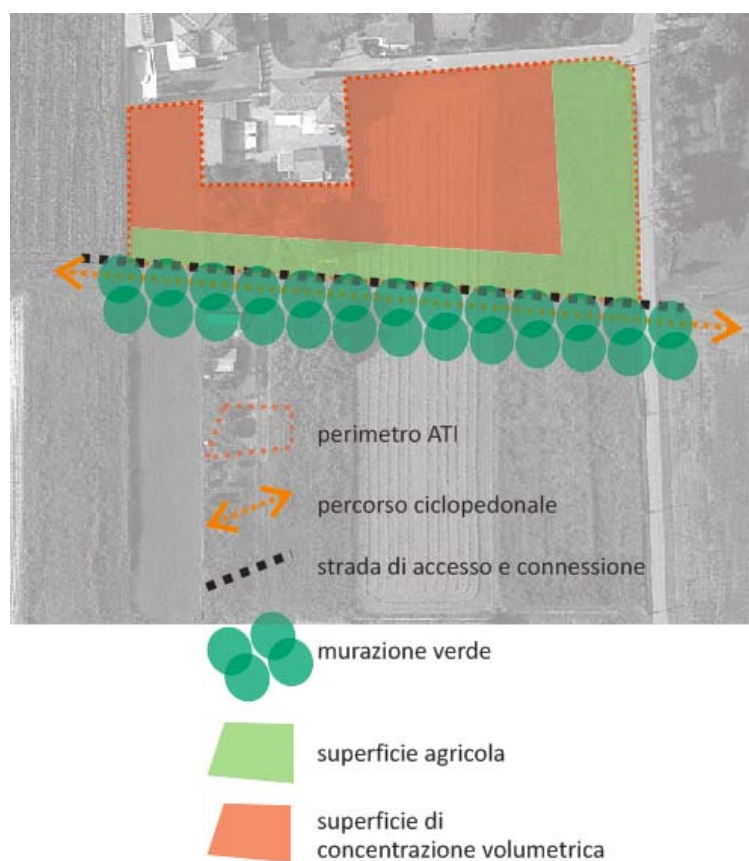 perimetro ATI
percorso ciclopedonale
strada di accesso e connessione
murazione verde
superficie agricola
superficie di
concentrazione volumetrica